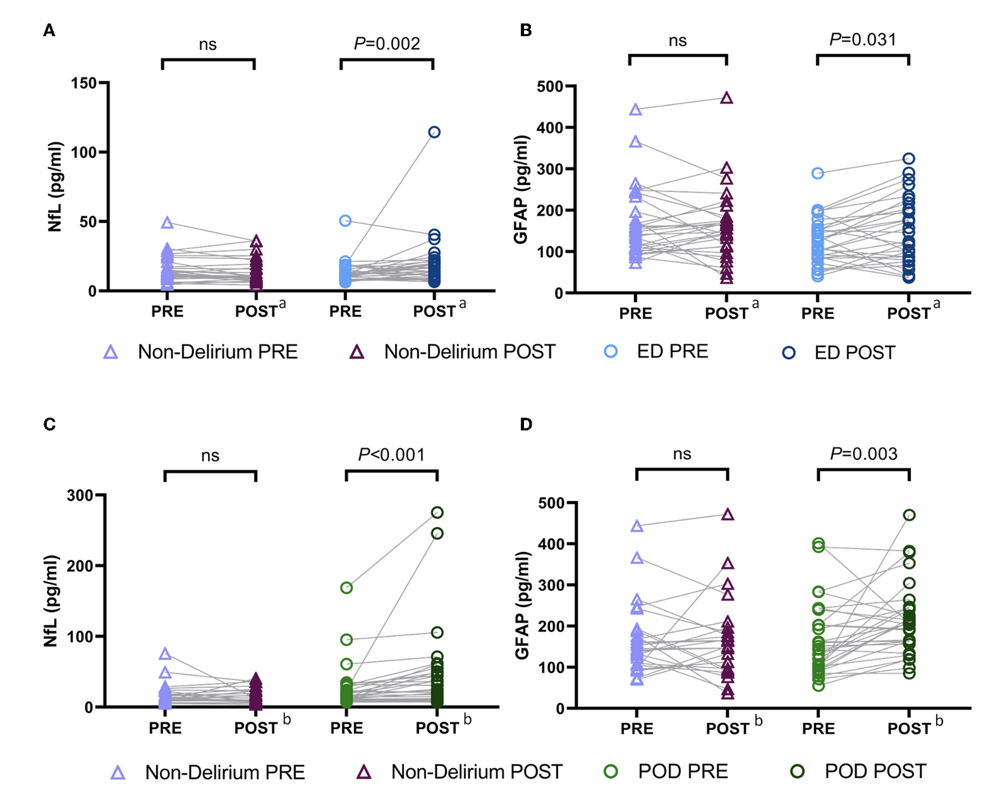 A
ns
P=0.002
150
100
50
0
NfL (pg/ml)
PRE
POSTa
PRE
POSTa
B
ns
P=0.031
500
400
300
200
100
0
GFAP (pg/ml)
PRE
POSTa
PRE
POSTa
Non-Delirium PRE
Non-Delirium POST
ED PRE
ED POST
C
ns
P<0.001
300
200
100
0
NfL (pg/ml)
PRE
POSTb
PRE
POSTb
D
ns
P=0.003
500
400
300
200
100
0
GFAP (pg/ml)
PRE
POSTb
PRE
POSTb
Non-Delirium PRE
Non-Delirium POST
POD PRE
POD POST